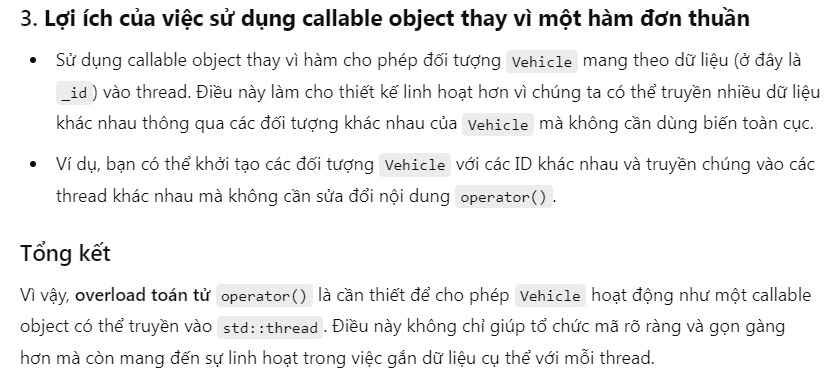 3. Lợi ích của việc sử dụng callable object thay vì một hàm đơn thuần
• Sử dụng callable object thay vì hàm cho phép đối tượng Vehicle mang theo dữ liệu (ở đây là
_id ) vào thread. Điều này làm cho thiết kế linh hoạt hơn vì chúng ta có thể truyền nhiều dữ liệu
khác nhau thông qua các đối tượng khác nhau của Vehicle mà không cần dùng biến toàn cục.
• Ví dụ, bạn có thể khởi tạo các đối tượng Vehicle với các ID khác nhau và truyền chúng vào các
thread khác nhau mà không cần sửa đổi nội dung operator() .
Tổng kết
Vì vậy, overload toán tử operator() là cần thiết để cho phép Vehicle hoạt động như một callable
object có thể truyền vào std::thread . Điều này không chỉ giúp tổ chức mã rõ ràng và gọn gàng
hơn mà còn mang đến sự linh hoạt trong việc gắn dữ liệu cụ thể với mỗi thread.